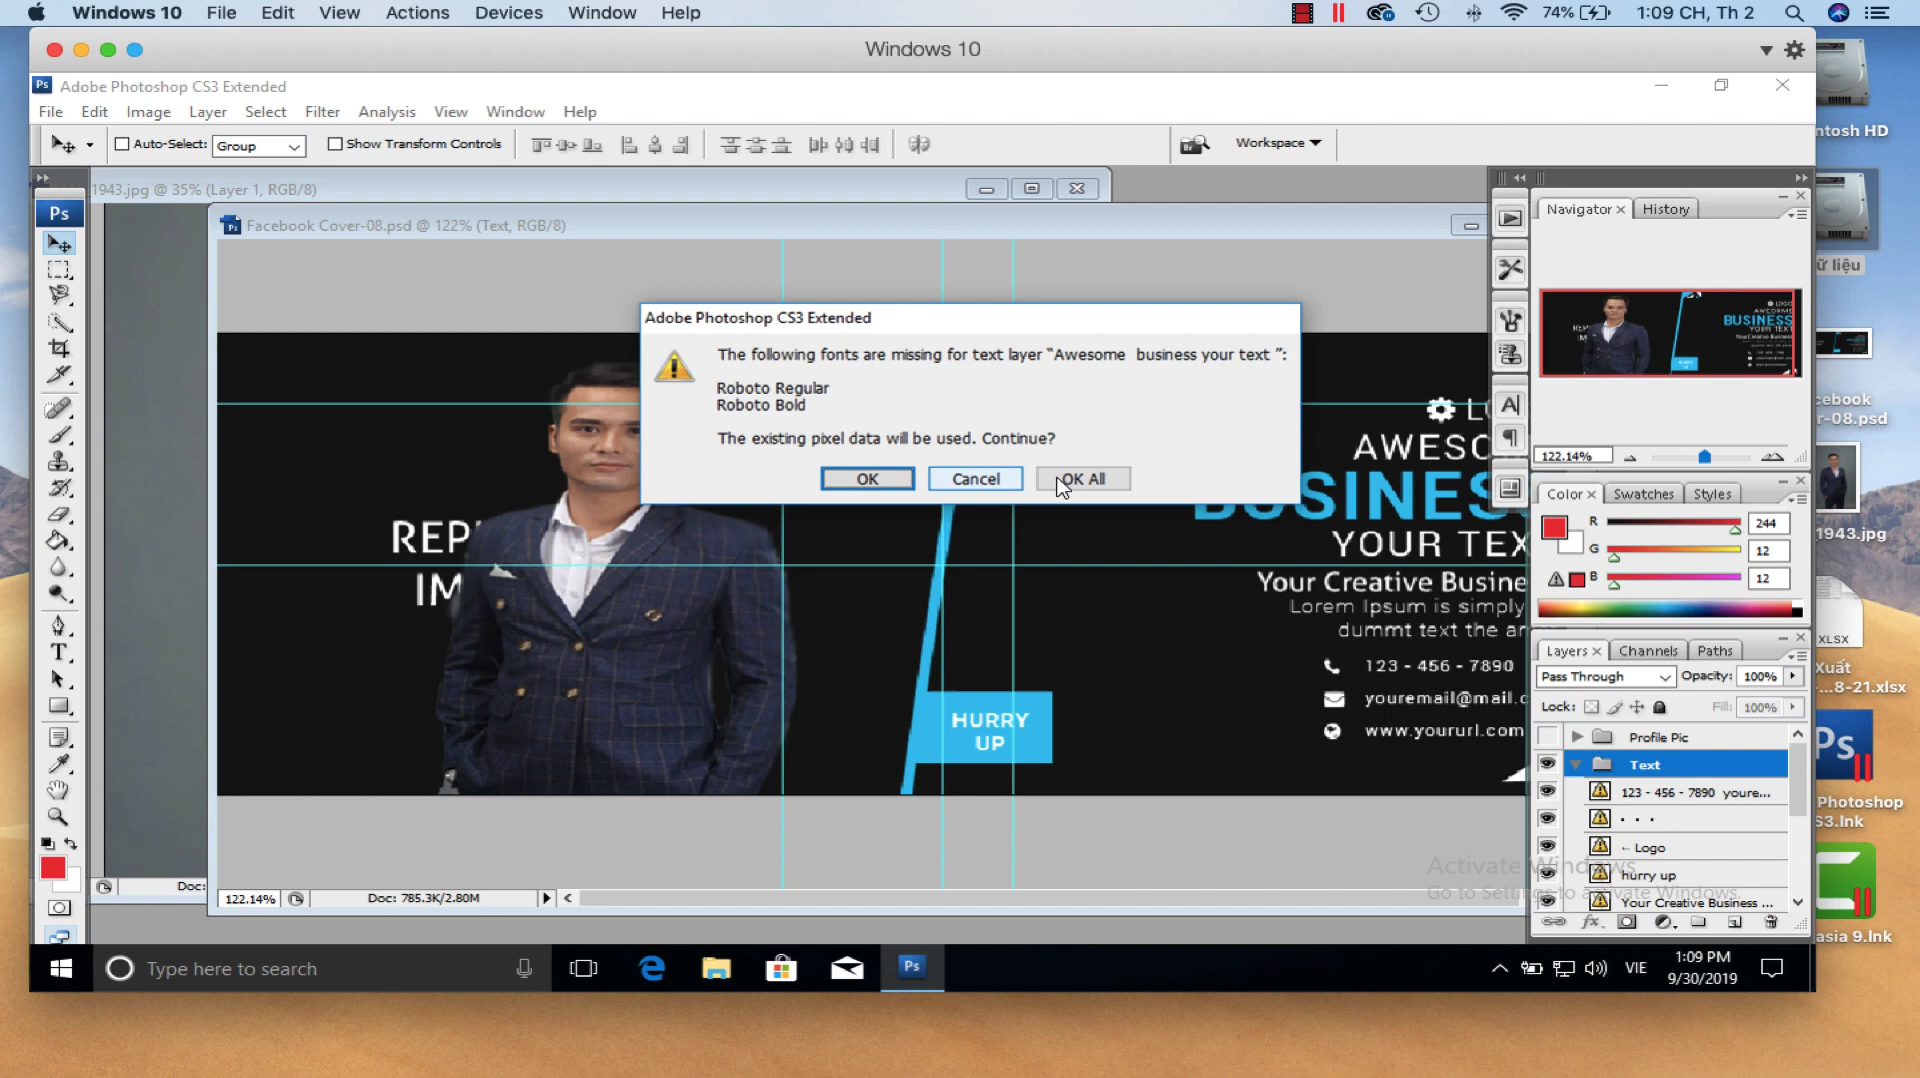 Windows 10 File Edit View Actions Devices Window Help
74% 1:09 CH, Th 2
Windows 10
Ps Adobe Photoshop CS3 Extended
File Edit Image Layer Select Filter Analysis View Window Help
Auto-Select: Group Show Transform Controls
Br Workspace
1943.jpg @ 35% (Layer 1, RGB/8)
Facebook Cover-08.psd @ 122% (Text, RGB/8)
Ps
Navigator History
122.14%
Adobe Photoshop CS3 Extended
The following fonts are missing for text layer "Awesome business your text ":
Roboto Regular
Roboto Bold
The existing pixel data will be used. Continue?
OK Cancel OK All
AWESO
BUSINES
YOUR TEX
Your Creative Busine
Lorem Ipsum is simply
dummt text the ar
123 - 456 - 7890
youremail@mail.c
www.yoururl.com
REP
IM
HURRY
UP
Color Swatches Styles
R 244
G 12
B 12
Layers Channels Paths
Pass Through Opacity: 100%
Lock: Fill: 100%
Profile Pic
Text
123 - 456 - 7890 youre...
. . .
← Logo
hurry up
Your Creative Business ...
Activate Windows
Go to Settings to activate Windows.
Doc:
122.14% Doc: 785.3K/2.80M
Type here to search
Ps
VIE
1:09 PM
9/30/2019
ntosh HD
ữ liệu
cebook
r-08.psd
1943.jpg
XLSX
Xuất
...8-21.xlsx
Ps
Photoshop
S3.lnk
asia 9.lnk